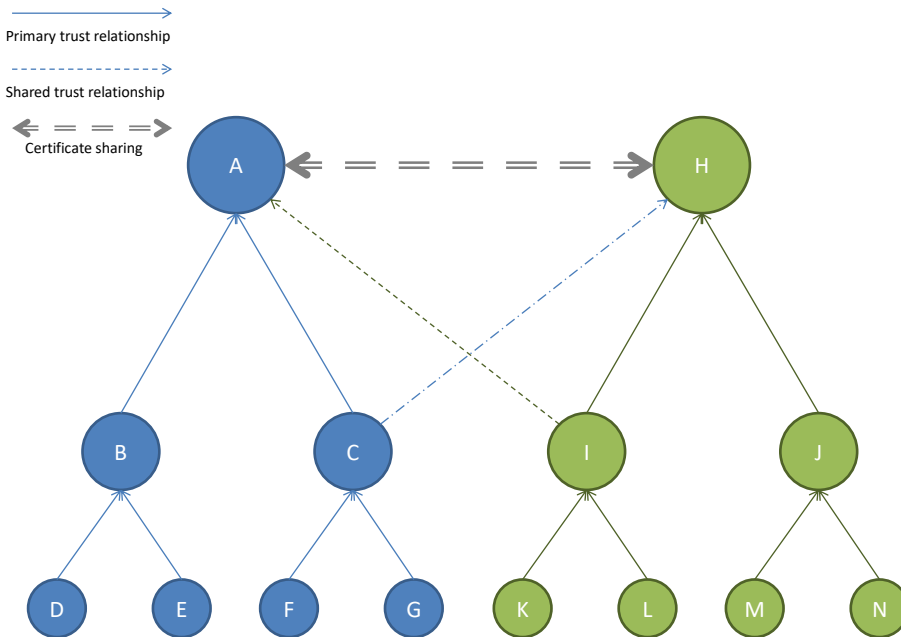 Primary trust relationship
Shared trust relationship
Certificate sharing
A
H
B
C
I
J
D
E
F
G
K
L
M
N